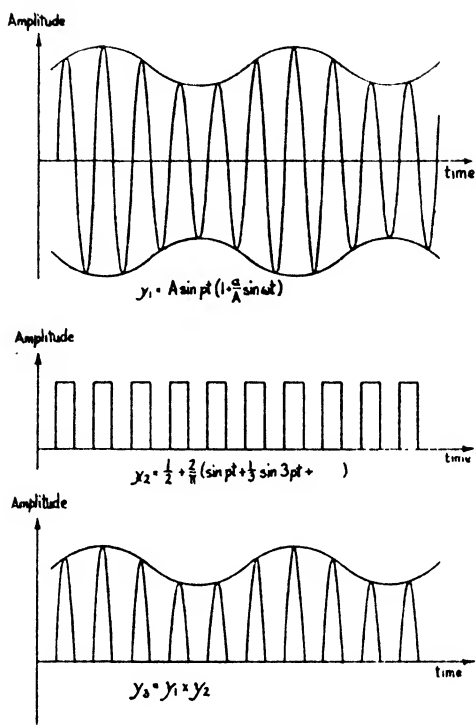 Amplitude
time
y₁ = A sin pt (1 + a/A sin ωt)
Amplitude
time
y₂ = 1/2 + 2/π (sin pt + 1/3 sin 3pt + )
Amplitude
time
y₃ = y₁ x y₂